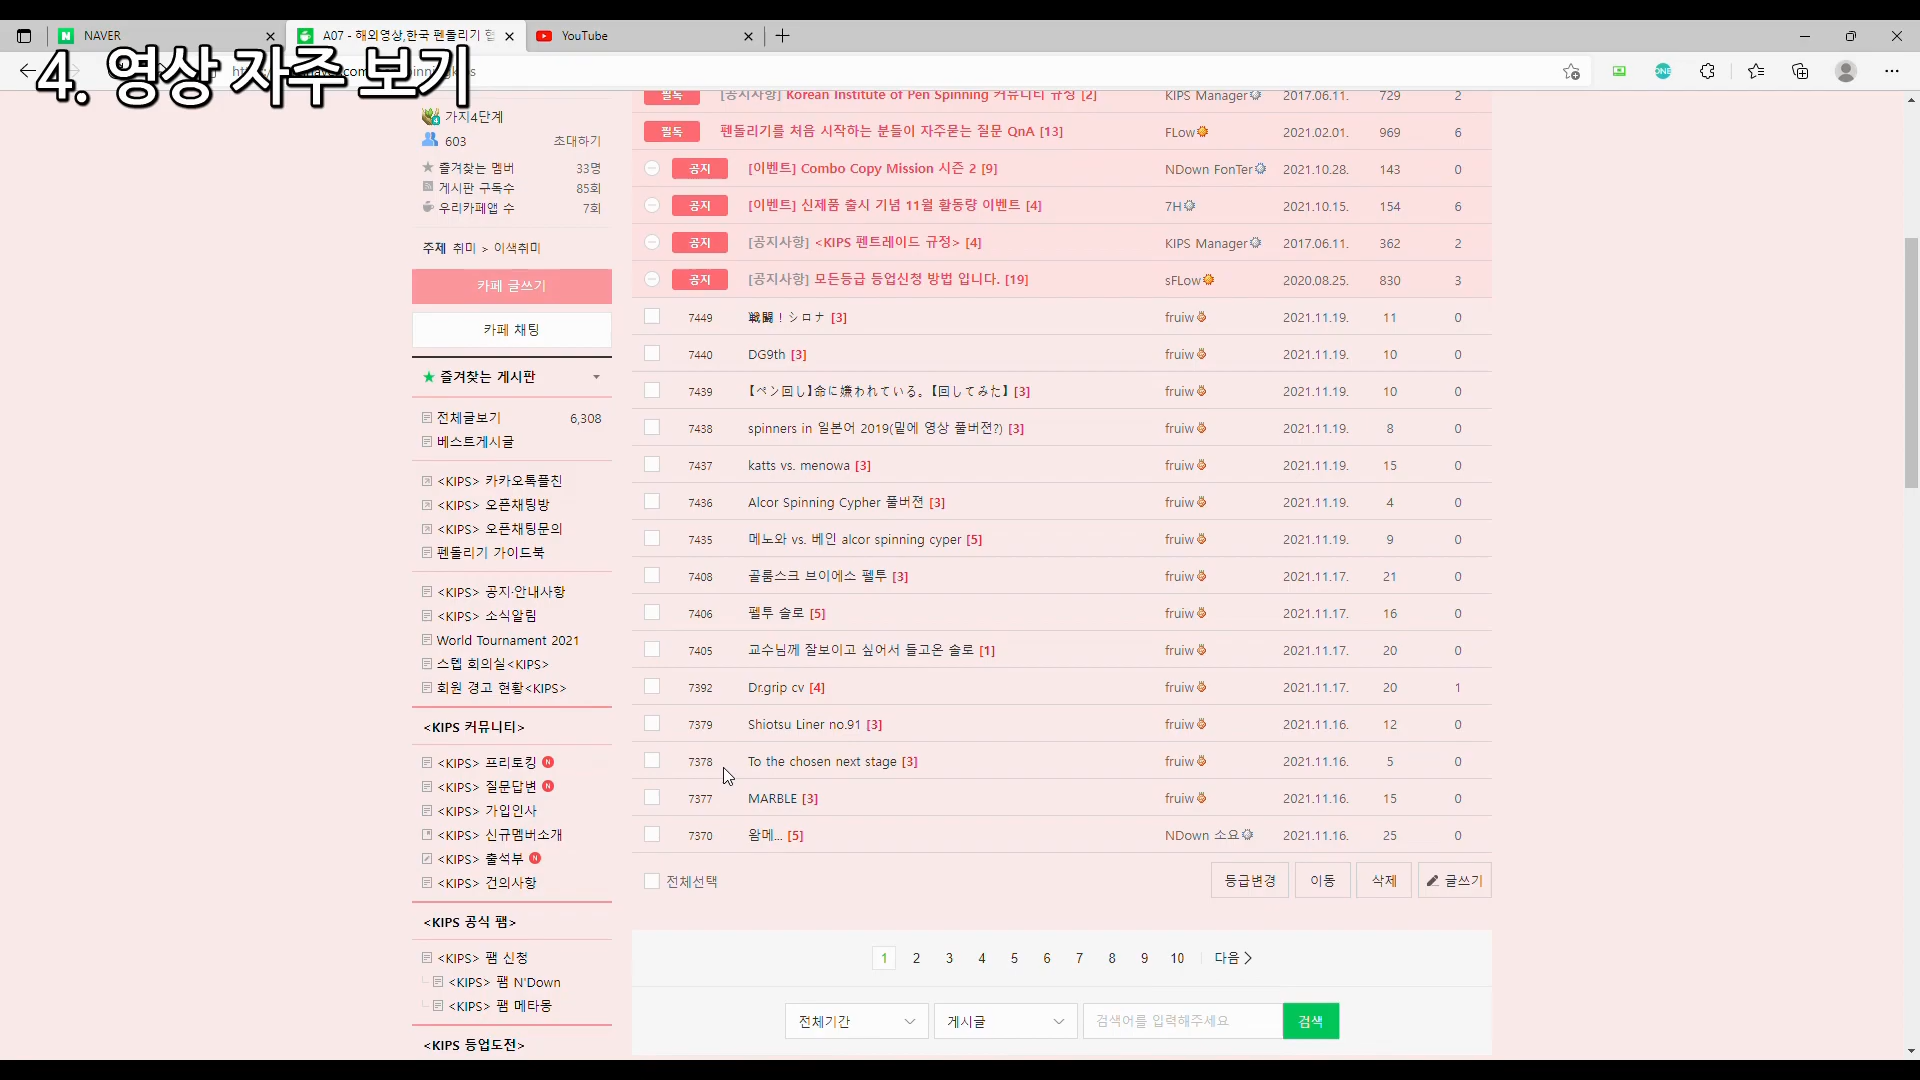 NAVER
A07 - 해외영상,한국 펜돌리기 협
YouTube
4. 영상 자주 보기
가지4단계
603 초대하기
즐겨찾는 멤버 33명
게시판 구독수 85회
우리카페앱 수 7회
주제 취미 > 이색취미
카페 글쓰기
카페 채팅
즐겨찾는 게시판
전체글보기 6,308
베스트게시글
<KIPS> 카카오톡플친
<KIPS> 오픈채팅방
<KIPS> 오픈채팅문의
펜돌리기 가이드북
<KIPS> 공지·안내사항
<KIPS> 소식알림
World Tournament 2021
스텝 회의실<KIPS>
회원 경고 현황<KIPS>
<KIPS 커뮤니티>
<KIPS> 프리토킹 N
<KIPS> 질문답변 N
<KIPS> 가입인사
<KIPS> 신규멤버소개
<KIPS> 출석부 N
<KIPS> 건의사항
<KIPS 공식 팸>
<KIPS> 팸 신청
<KIPS> 팸 N'Down
<KIPS> 팸 메타몽
<KIPS 등업도전>
필독 [공지사항] Korean Institute of Pen Spinning 커뮤니티 규정 [2] KIPS Manager 2017.06.11. 729 2
필독 펜돌리기를 처음 시작하는 분들이 자주묻는 질문 QnA [13] FLow 2021.02.01. 969 6
공지 [이벤트] Combo Copy Mission 시즌 2 [9] NDown FonTer 2021.10.28. 143 0
공지 [이벤트] 신제품 출시 기념 11월 활동량 이벤트 [4] 7H 2021.10.15. 154 6
공지 [공지사항] <KIPS 펜트레이드 규정> [4] KIPS Manager 2017.06.11. 362 2
공지 [공지사항] 모든등급 등업신청 방법 입니다. [19] sFLow 2020.08.25. 830 3
7449 戦闘！シロナ [3] fruiw 2021.11.19. 11 0
7440 DG9th [3] fruiw 2021.11.19. 10 0
7439 【ペン回し】命に嫌われている。【回してみた】 [3] fruiw 2021.11.19. 10 0
7438 spinners in 일본어 2019(밑에 영상 풀버젼?) [3] fruiw 2021.11.19. 8 0
7437 katts vs. menowa [3] fruiw 2021.11.19. 15 0
7436 Alcor Spinning Cypher 풀버젼 [3] fruiw 2021.11.19. 4 0
7435 메노와 vs. 베인 alcor spinning cyper [5] fruiw 2021.11.19. 9 0
7408 골룸스크 브이에스 펠투 [3] fruiw 2021.11.17. 21 0
7406 펠투 솔로 [5] fruiw 2021.11.17. 16 0
7405 교수님께 잘보이고 싶어서 들고온 솔로 [1] fruiw 2021.11.17. 20 0
7392 Dr.grip cv [4] fruiw 2021.11.17. 20 1
7379 Shiotsu Liner no.91 [3] fruiw 2021.11.16. 12 0
7378 To the chosen next stage [3] fruiw 2021.11.16. 5 0
7377 MARBLE [3] fruiw 2021.11.16. 15 0
7370 왐메... [5] NDown 소요 2021.11.16. 25 0
전체선택 등급변경 이동 삭제 글쓰기
1 2 3 4 5 6 7 8 9 10 다음
전체기간 게시글 검색어를 입력해주세요 검색